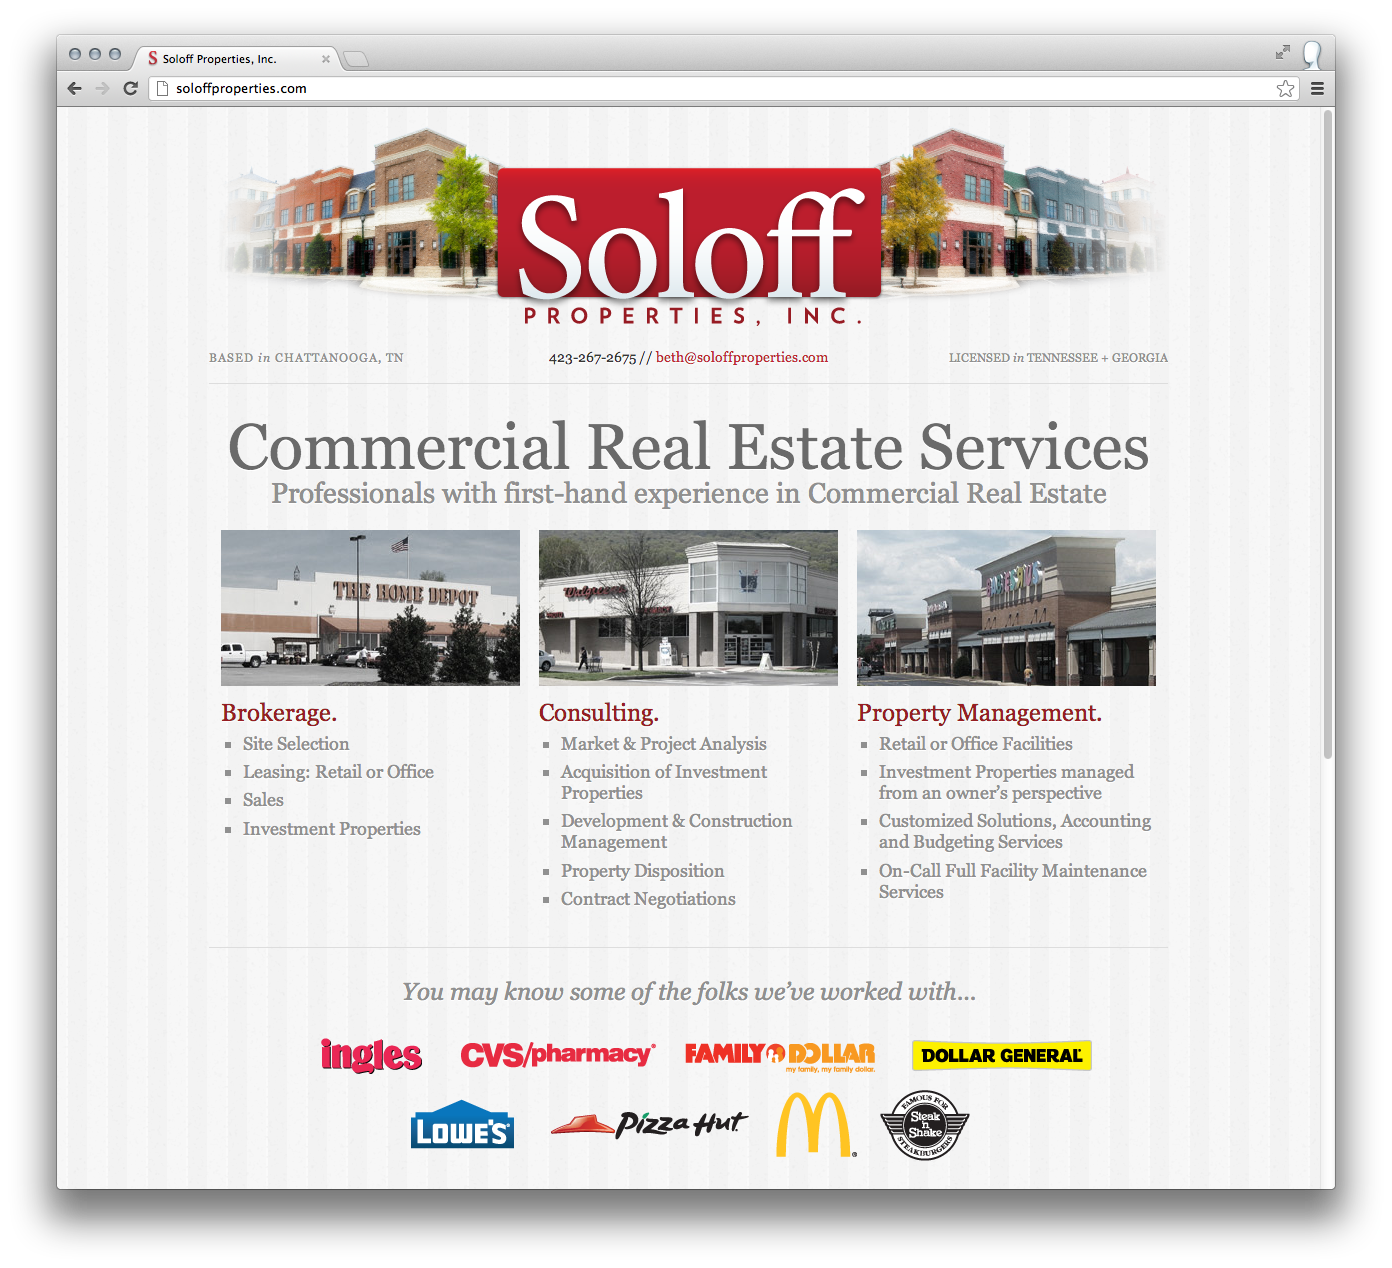 Soloff Properties, Inc.
soloffproperties.com
Soloff
PROPERTIES, INC.
BASED in CHATTANOOGA, TN
423-267-2675 // beth@soloffproperties.com
LICENSED in TENNESSEE + GEORGIA
Commercial Real Estate Services
Professionals with first-hand experience in Commercial Real Estate
THE HOME DEPOT
Walgreens
Brokerage.
Site Selection
Leasing: Retail or Office
Sales
Investment Properties
Consulting.
Market & Project Analysis
Acquisition of Investment
Properties
Development & Construction
Management
Property Disposition
Contract Negotiations
Property Management.
Retail or Office Facilities
Investment Properties managed
from an owner's perspective
Customized Solutions, Accounting
and Budgeting Services
On-Call Full Facility Maintenance
Services
You may know some of the folks we've worked with...
ingles
CVS/pharmacy®
FAMILY DOLLAR
my family, my family dollar.
DOLLAR GENERAL
LOWE'S
Pizza Hut
M®
FAMOUS FOR
Steak
n
Shake
STEAKBURGERS